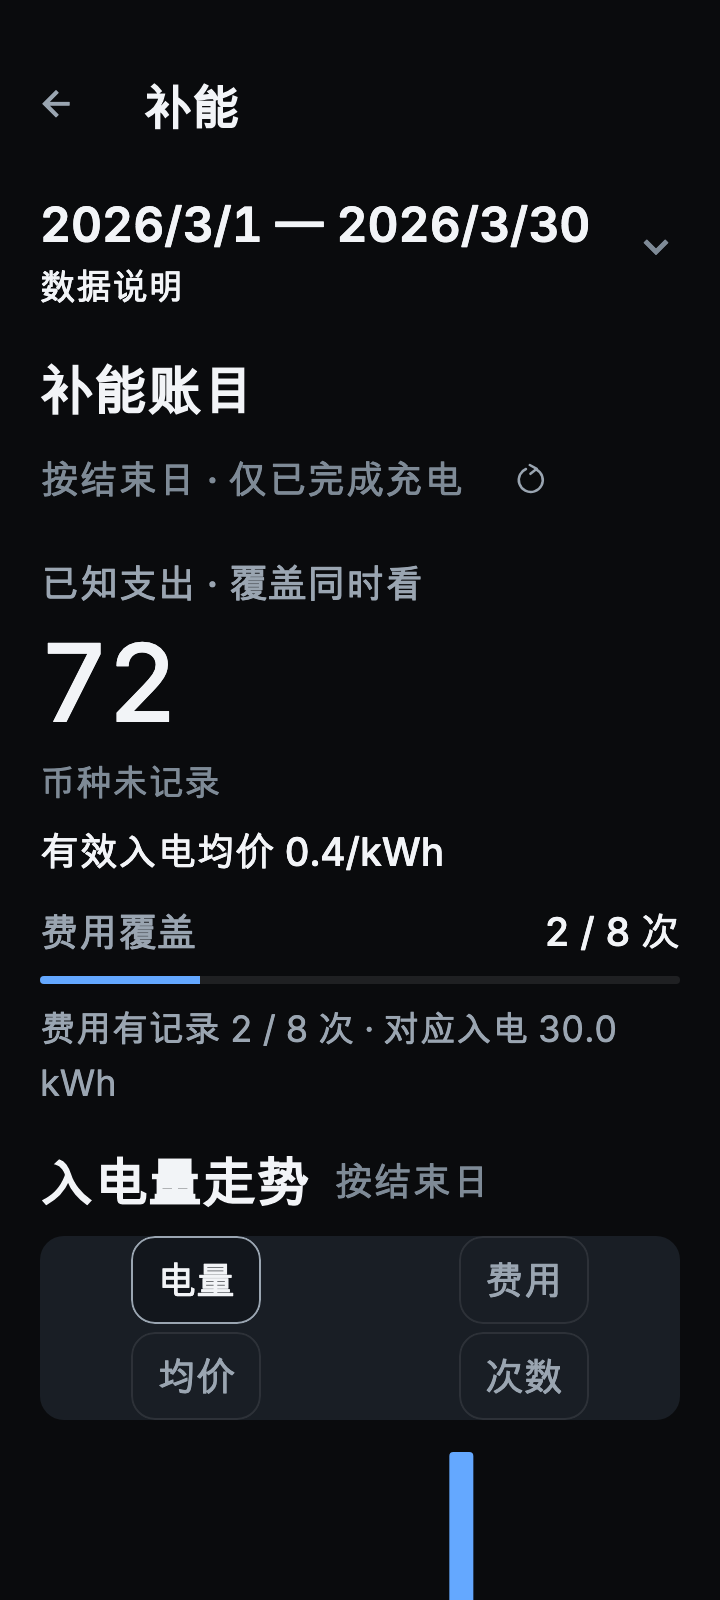 补能
2026/3/1 — 2026/3/30
数据说明
补能账目
按结束日 · 仅已完成充电
已知支出 · 覆盖同时看
72
币种未记录
有效入电均价 0.4/kWh
费用覆盖 2 / 8 次
费用有记录 2 / 8 次 · 对应入电 30.0
kWh
入电量走势 按结束日
电量 费用
均价 次数